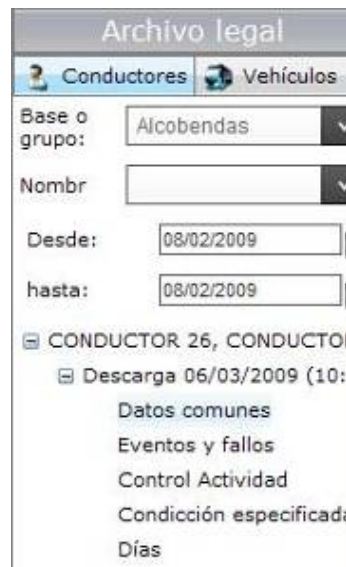 Archivo legal
Conductores Vehículos
Base o grupo: Alcobendas
Nombr
Desde: 08/02/2009
hasta: 08/02/2009
CONDUCTOR 26, CONDUCTO
Descarga 06/03/2009 (10:
Datos comunes
Eventos y fallos
Control Actividad
Condicción especificada
Días